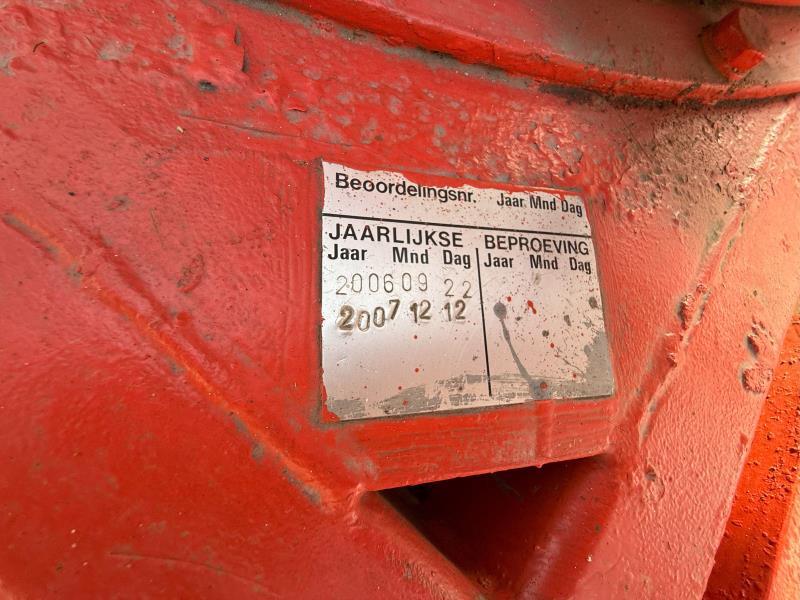 Beoordelingsnr. Jaar Mnd Dag
JAARLIJKSE BEPROEVING
Jaar Mnd Dag Jaar Mnd Dag
2006 09 22
2007 12 12